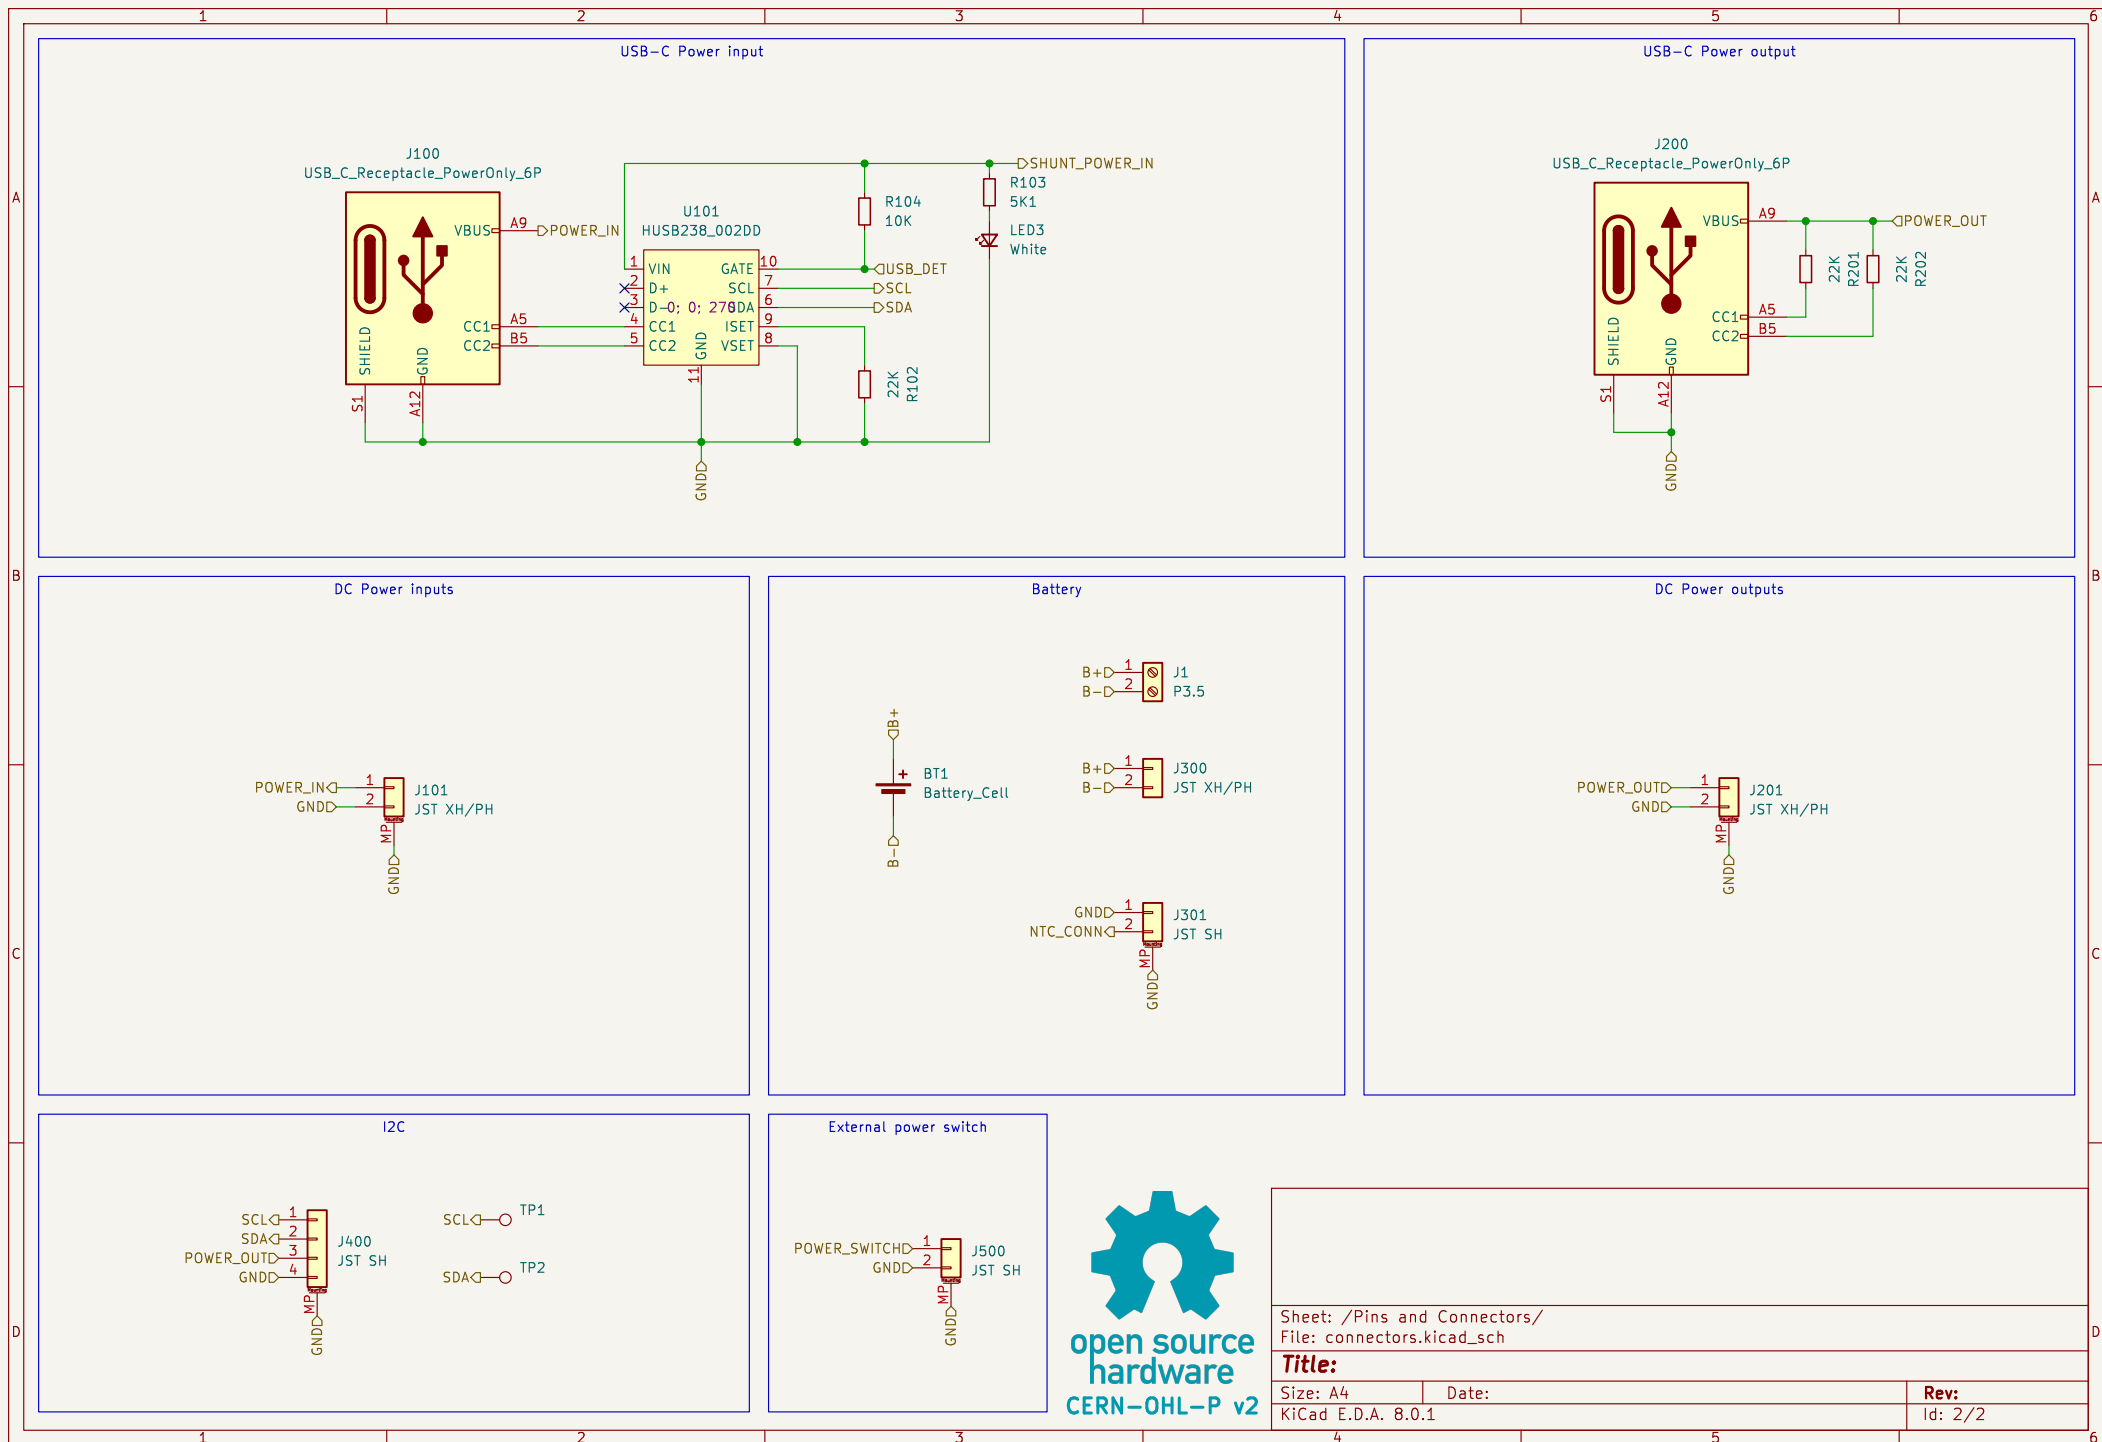 1 2 3 4 5 6
USB-C Power input
J100
USB_C_Receptacle_PowerOnly_6P
VBUS A9 POWER_IN
CC1 A5
CC2 B5
SHIELD
GND
S1
A12
U101
HUSB238_002DD
1 VIN
2 D+
3 D-
4 CC1
5 CC2
GATE 10
SCL 7
SDA 6
ISET 9
VSET 8
0; 0; 270
GND
11
GND
R104
10K
USB_DET
SCL
SDA
22K
R102
SHUNT_POWER_IN
R103
5K1
LED3
White
USB-C Power output
J200
USB_C_Receptacle_PowerOnly_6P
VBUS A9 POWER_OUT
CC1 A5
CC2 B5
SHIELD
GND
S1
A12
GND
22K
R201
22K
R202
A
A
B
B
DC Power inputs
POWER_IN 1
GND 2
J101
JST XH/PH
MP
GND
Battery
B+ 1
B- 2
J1
P3.5
B+
BT1
Battery_Cell
B-
B+ 1
B- 2
J300
JST XH/PH
GND 1
NTC_CONN 2
J301
JST SH
MP
GND
DC Power outputs
POWER_OUT 1
GND 2
J201
JST XH/PH
MP
GND
C
C
I2C
SCL 1
SDA 2
POWER_OUT 3
GND 4
J400
JST SH
MP
GND
SCL TP1
SDA TP2
External power switch
POWER_SWITCH 1
GND 2
J500
JST SH
MP
GND
open source
hardware
CERN-OHL-P v2
Sheet: /Pins and Connectors/
File: connectors.kicad_sch
Title:
Size: A4 Date: Rev:
KiCad E.D.A. 8.0.1 Id: 2/2
D
D
1 2 3 4 5 6